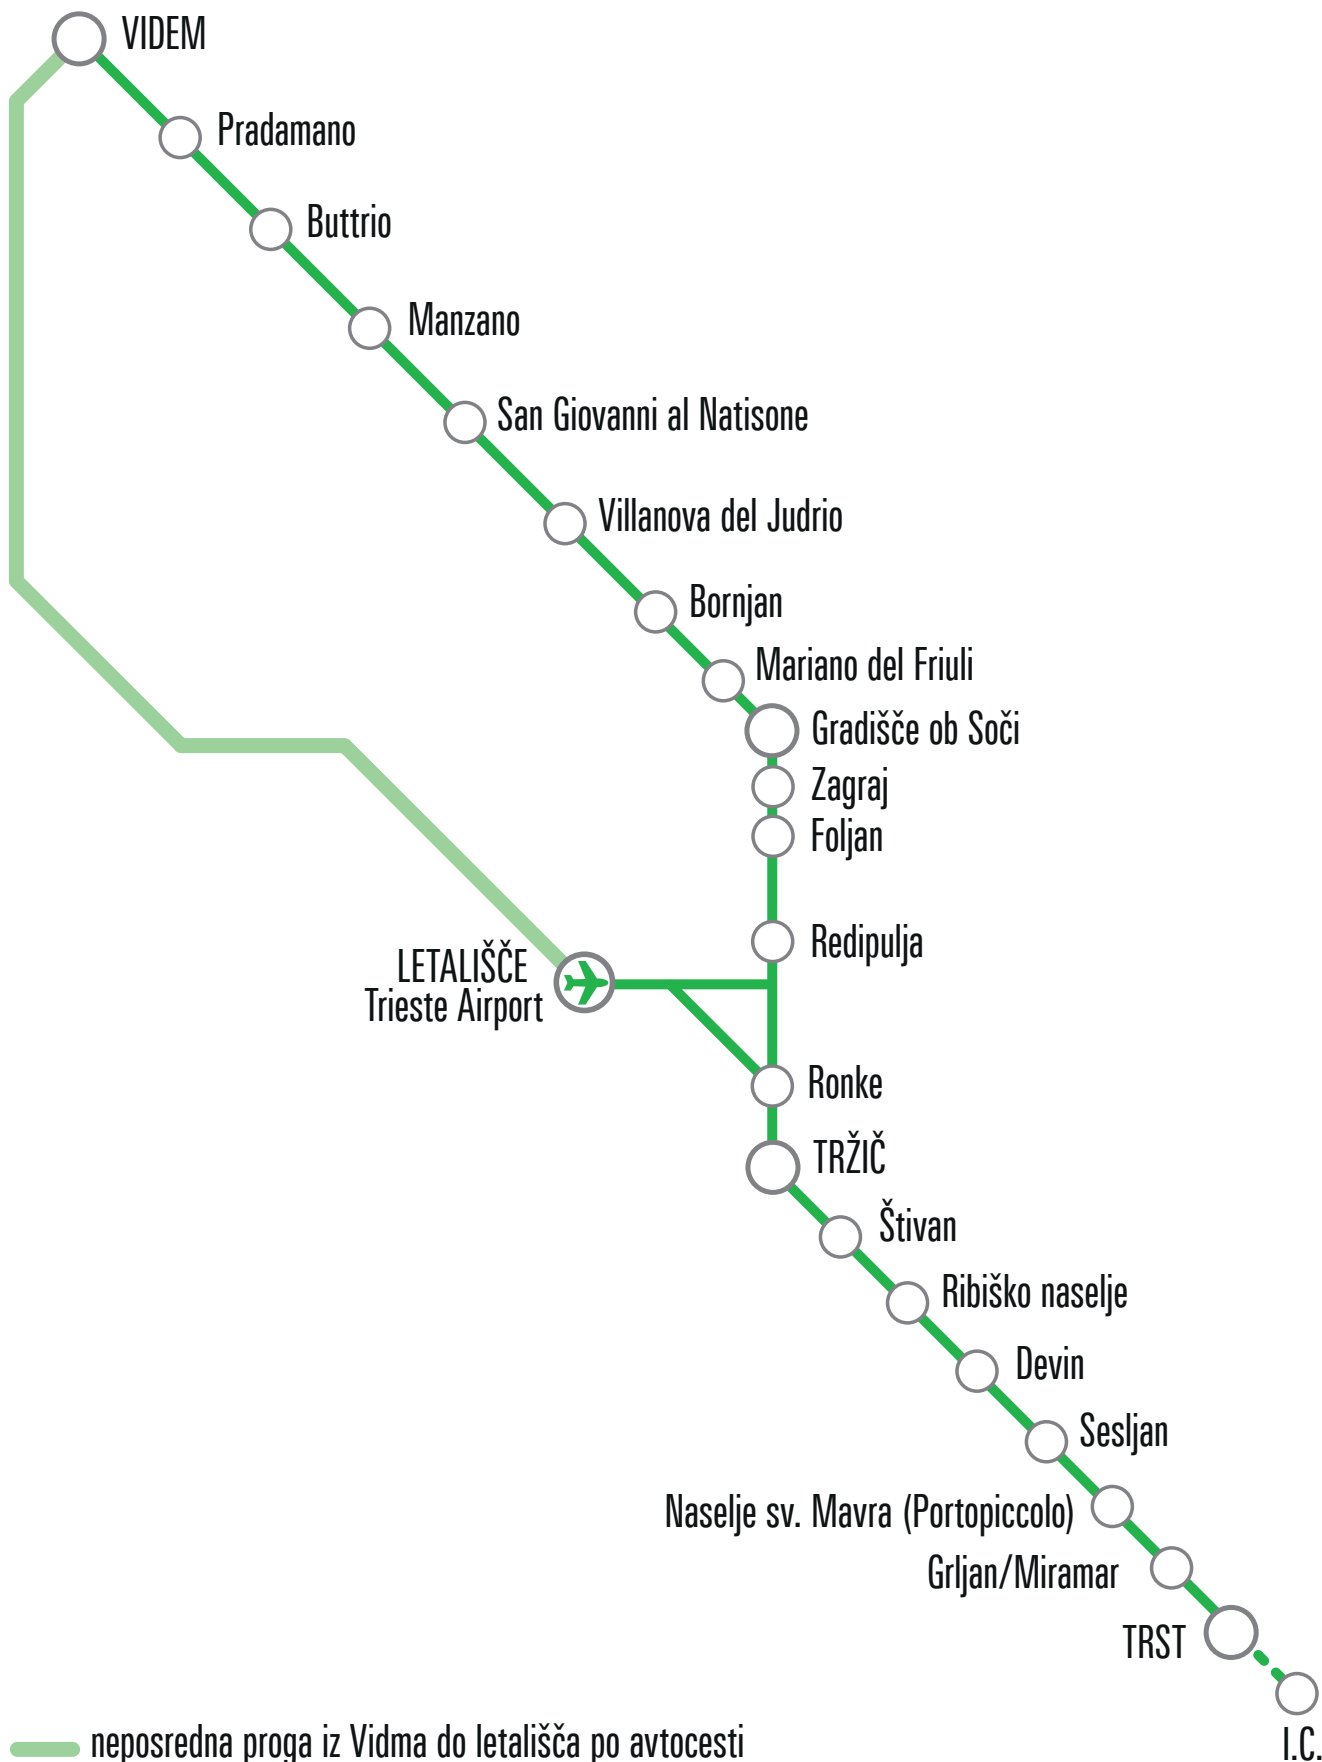 VIDEM
Pradamano
Buttrio
Manzano
San Giovanni al Natisone
Villanova del Judrio
Bornjan
Mariano del Friuli
Gradišče ob Soči
Zagraj
Foljan
Redipulja
LETALIŠČE
Trieste Airport
Ronke
TRŽIČ
Štivan
Ribiško naselje
Devin
Sesljan
Naselje sv. Mavra (Portopiccolo)
Grljan/Miramar
TRST
I.C.
neposredna proga iz Vidma do letališča po avtocesti